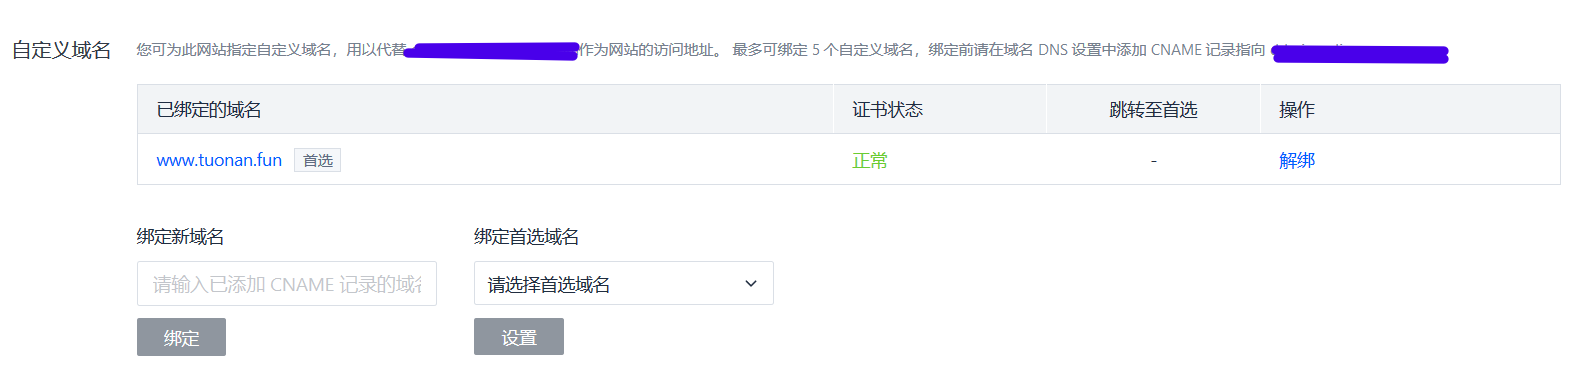 自定义域名 您可为此网站指定自定义域名，用以代替 作为网站的访问地址。 最多可绑定 5 个自定义域名，绑定前请在域名 DNS 设置中添加 CNAME 记录指向
已绑定的域名 证书状态 跳转至首选 操作
www.tuonan.fun 首选 正常 - 解绑
绑定新域名 绑定首选域名
请输入已添加 CNAME 记录的域名 请选择首选域名
绑定 设置